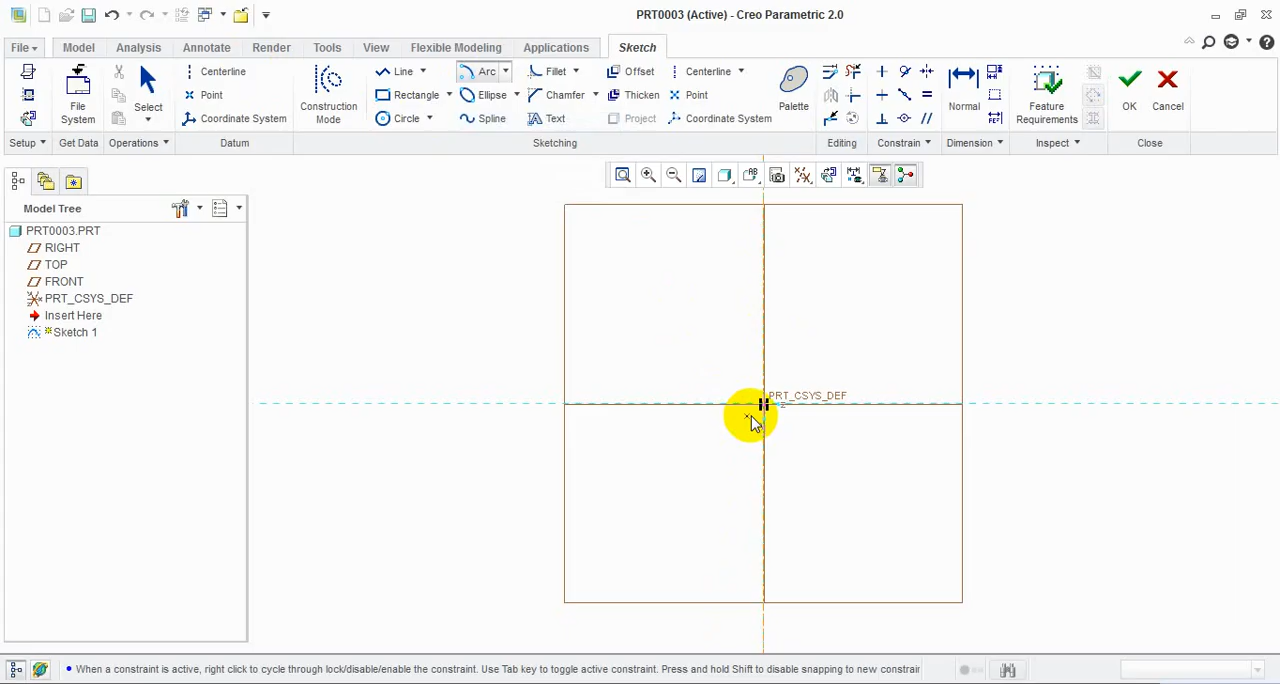 PRT0003 (Active) - Creo Parametric 2.0
File Model Analysis Annotate Render Tools View Flexible Modeling Applications Sketch
Centerline Line Arc Fillet Offset Centerline
Point Rectangle Ellipse Chamfer Thicken Point
Coordinate System Circle Spline Text Project Coordinate System
File System
Select
Construction Mode
Palette
Normal
REF
Feature Requirements
OK
Cancel
Setup Get Data Operations Datum Sketching Editing Constrain Dimension Inspect Close
Model Tree
PRT0003.PRT
RIGHT
TOP
FRONT
PRT_CSYS_DEF
Insert Here
Sketch 1
PRT_CSYS_DEF
When a constraint is active, right click to cycle through lock/disable/enable the constraint. Use Tab key to toggle active constraint. Press and hold Shift to disable snapping to new constrain